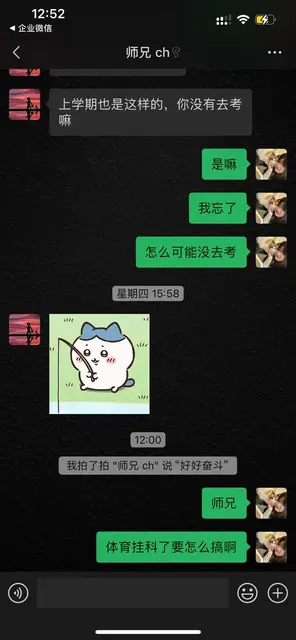 12:52
企业微信
师兄 ch
上学期也是这样的，你没有去考
嘛
是嘛
我忘了
怎么可能没去考
星期四 15:58
12:00
我拍了拍 "师兄 ch" 说 “好好奋斗”
师兄
体育挂科了要怎么搞啊